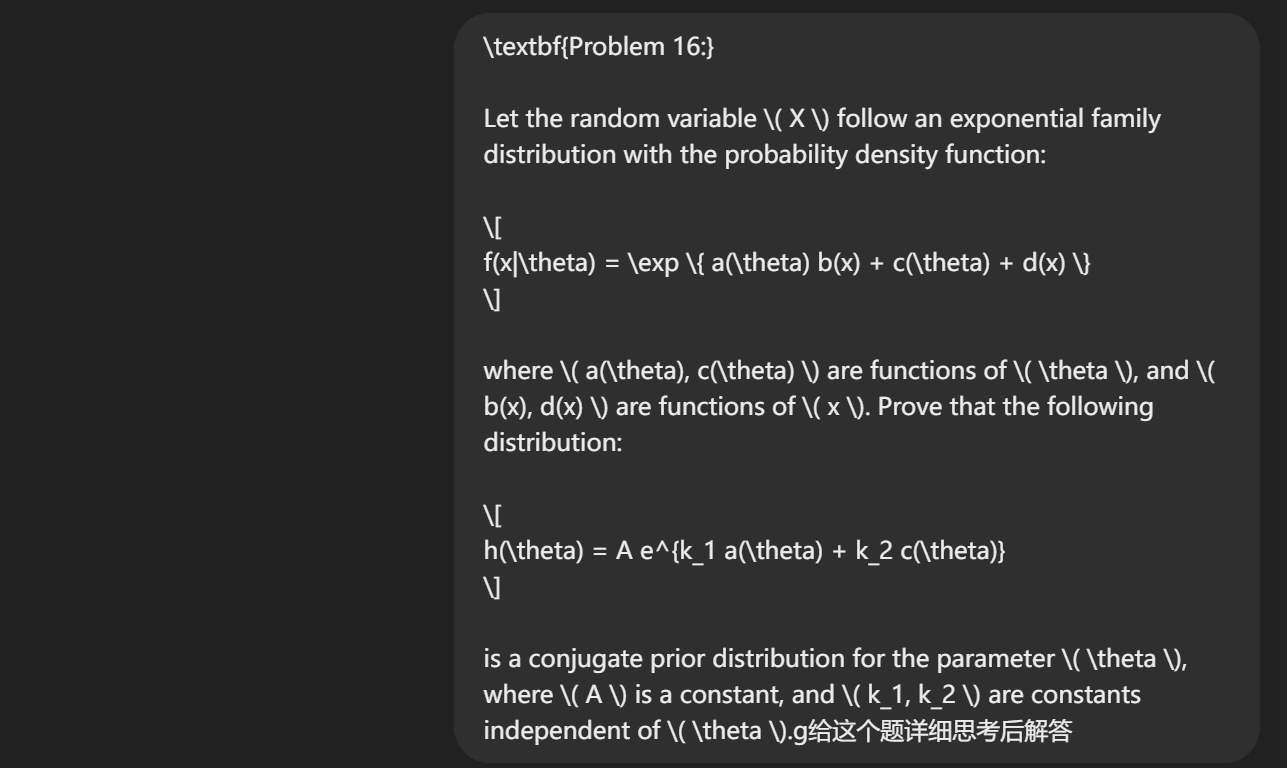 \textbf{Problem 16:}
Let the random variable \( X \) follow an exponential family
distribution with the probability density function:
\[
f(x|\theta) = \exp \{ a(\theta) b(x) + c(\theta) + d(x) \}
\]
where \( a(\theta), c(\theta) \) are functions of \( \theta \), and \(
b(x), d(x) \) are functions of \( x \). Prove that the following
distribution:
\[
h(\theta) = A e^{k_1 a(\theta) + k_2 c(\theta)}
\]
is a conjugate prior distribution for the parameter \( \theta \),
where \( A \) is a constant, and \( k_1, k_2 \) are constants
independent of \( \theta \).g给这个题详细思考后解答